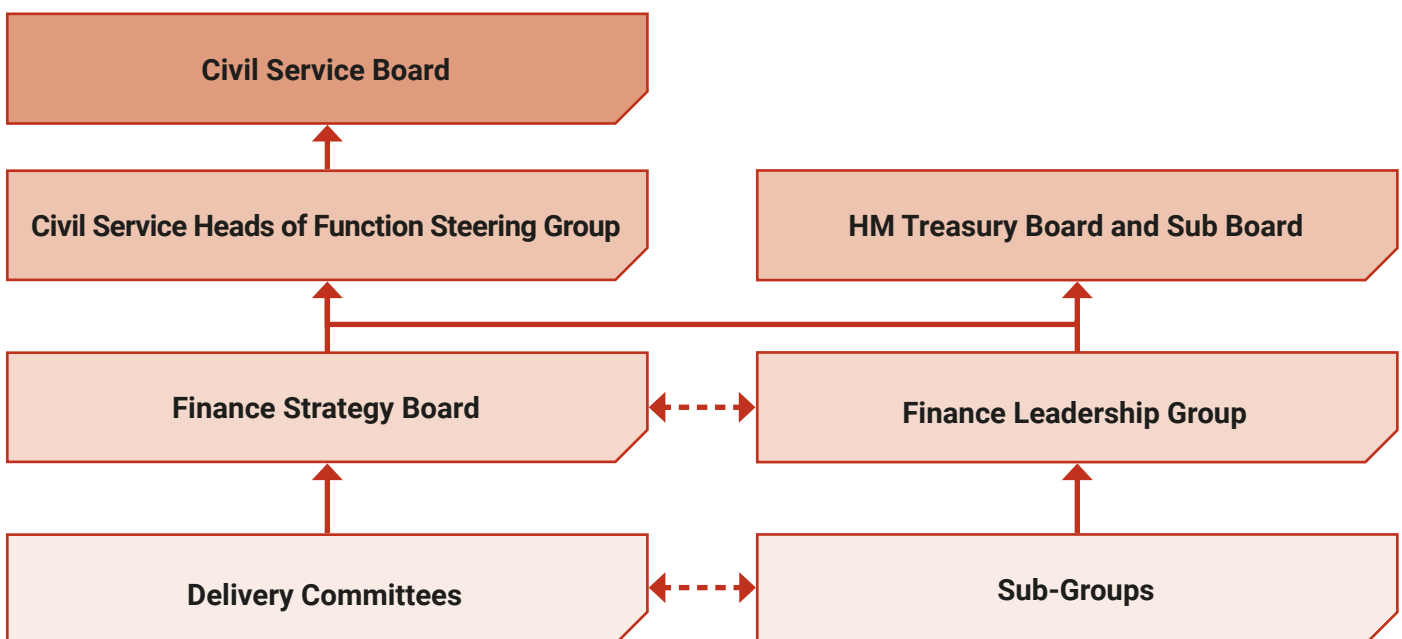 Civil Service Board
Civil Service Heads of Function Steering Group
HM Treasury Board and Sub Board
Finance Strategy Board
Finance Leadership Group
Delivery Committees
Sub-Groups